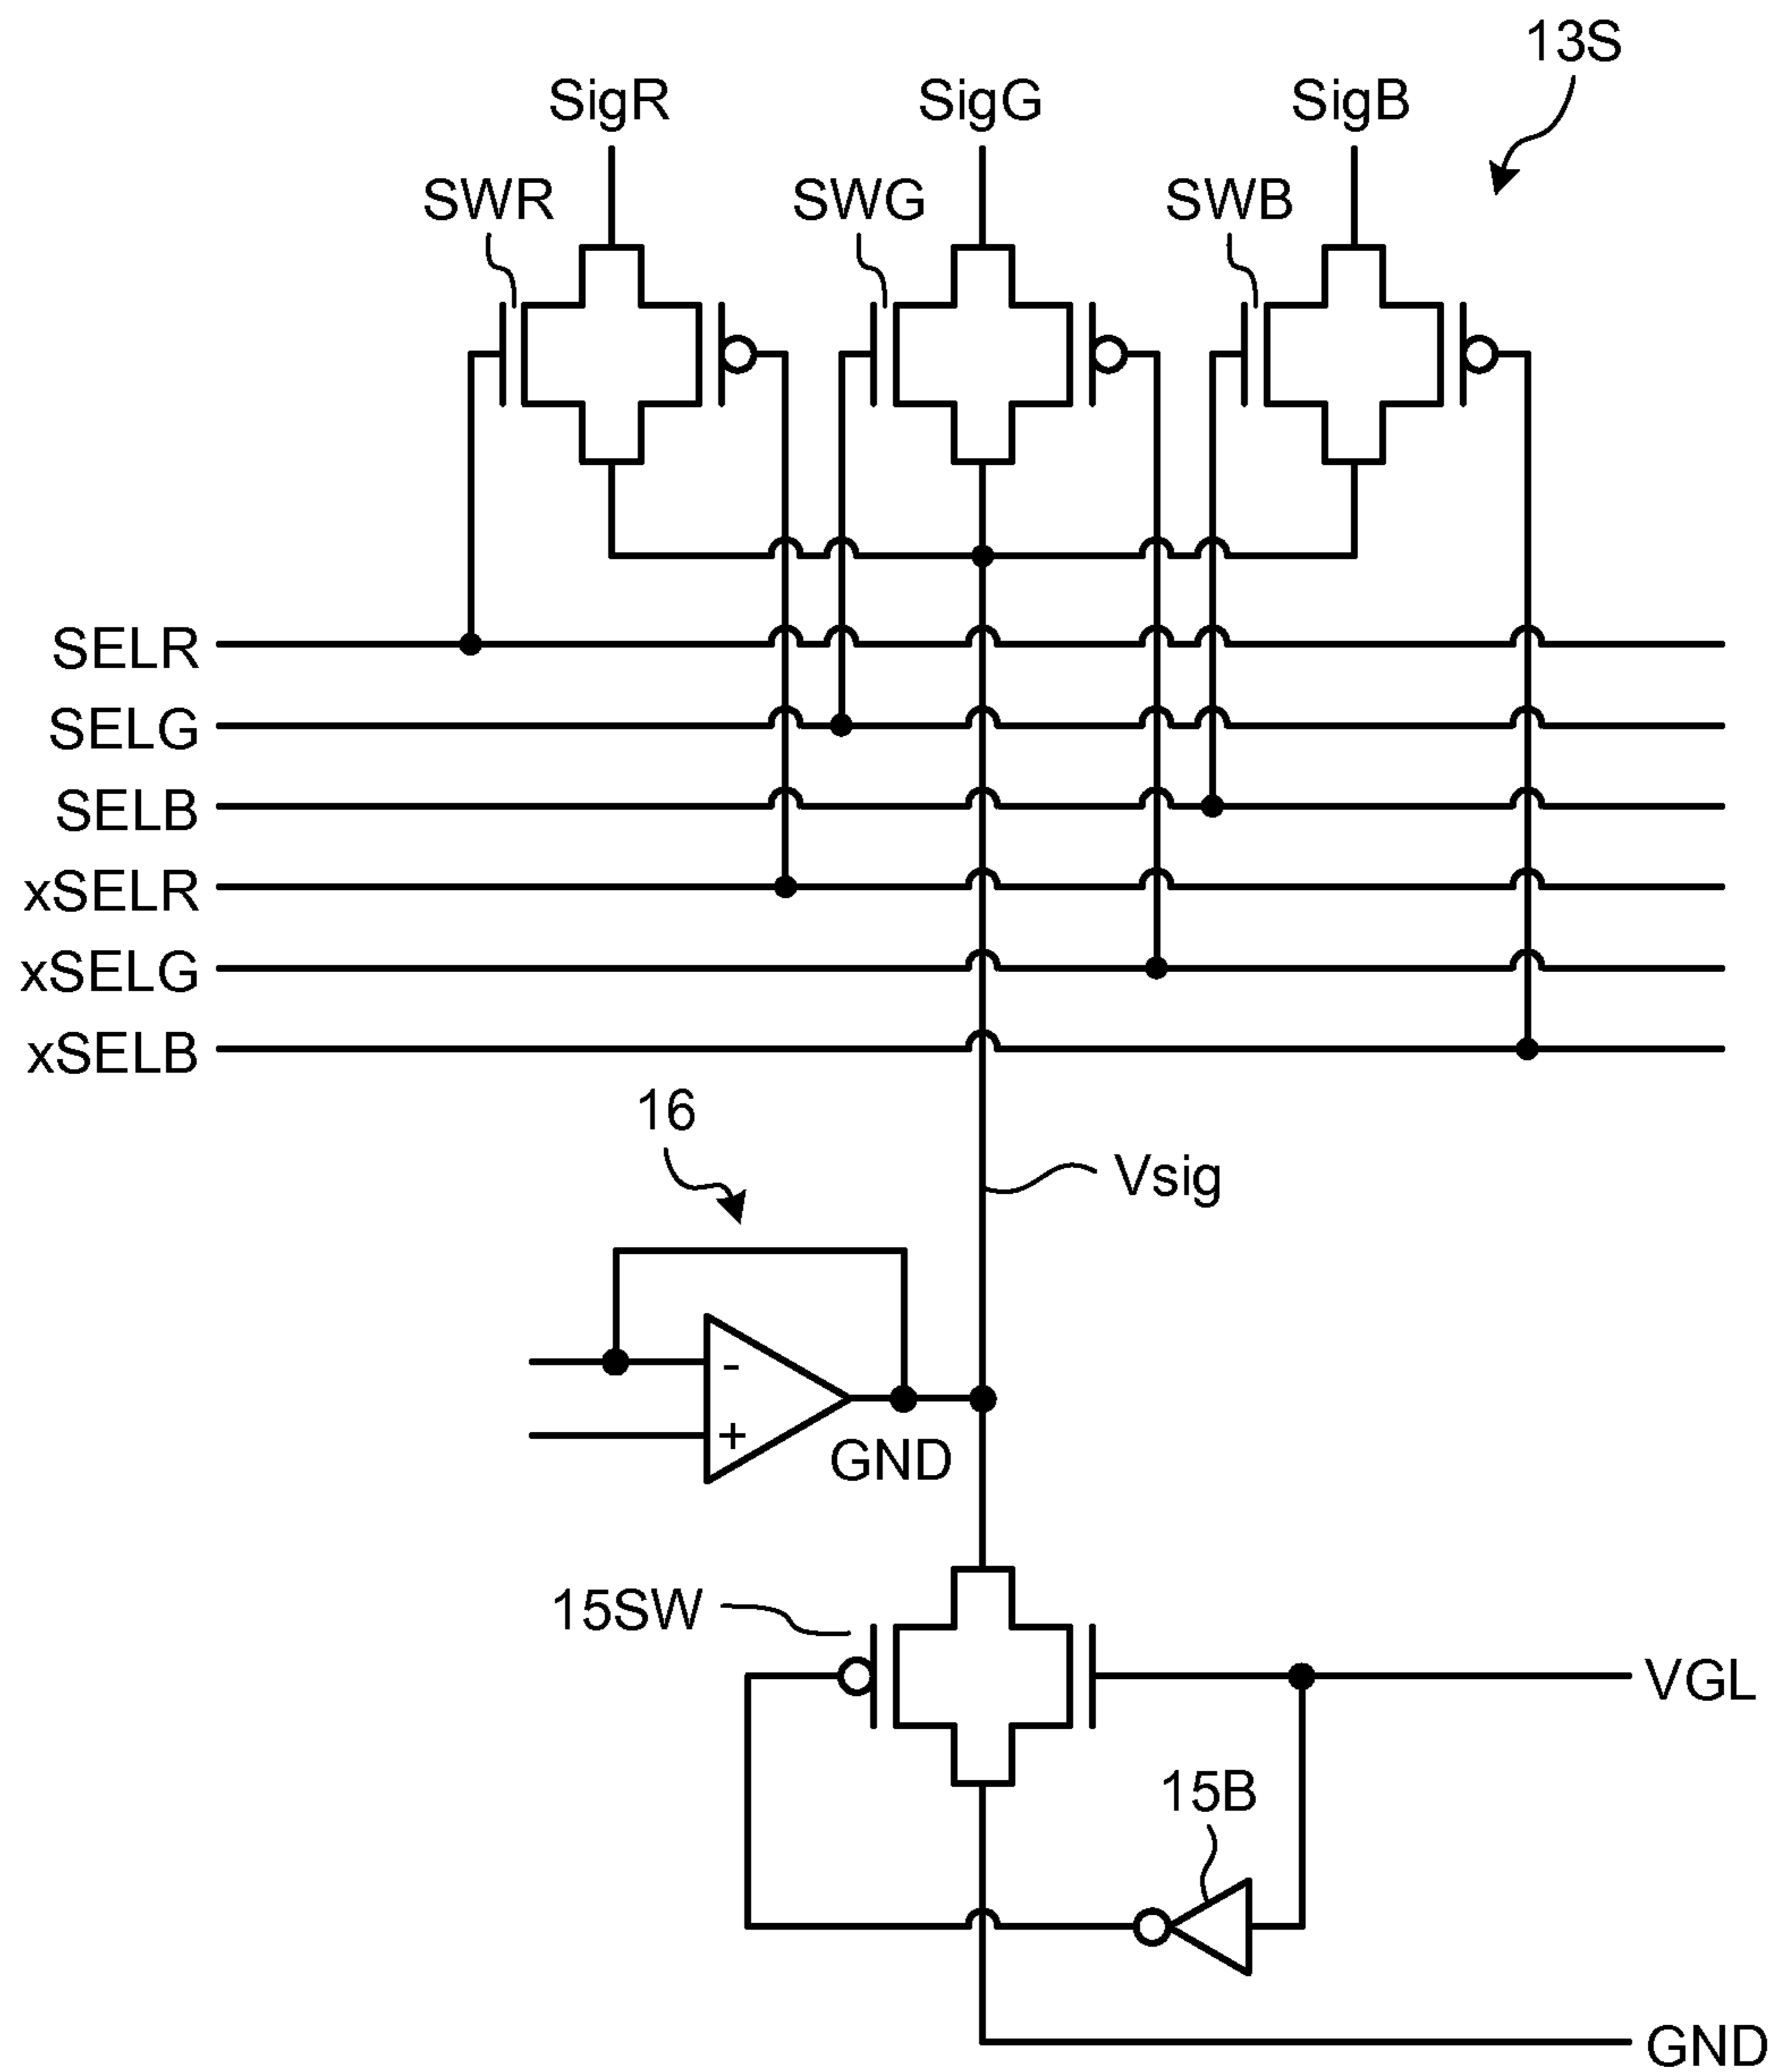 13S
SigR SigG SigB
SWR SWG SWB
SELR
SELG
SELB
xSELR
xSELG
xSELB
16
Vsig
-
+
GND
15SW
VGL
15B
GND